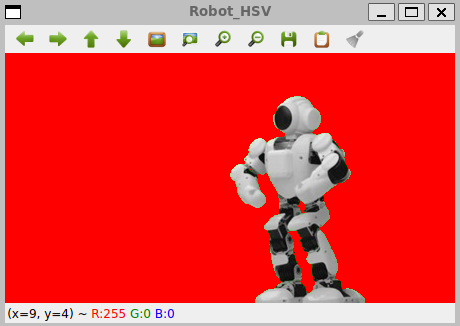 Robot_HSV
(x=9, y=4) ~ R:255 G:0 B:0